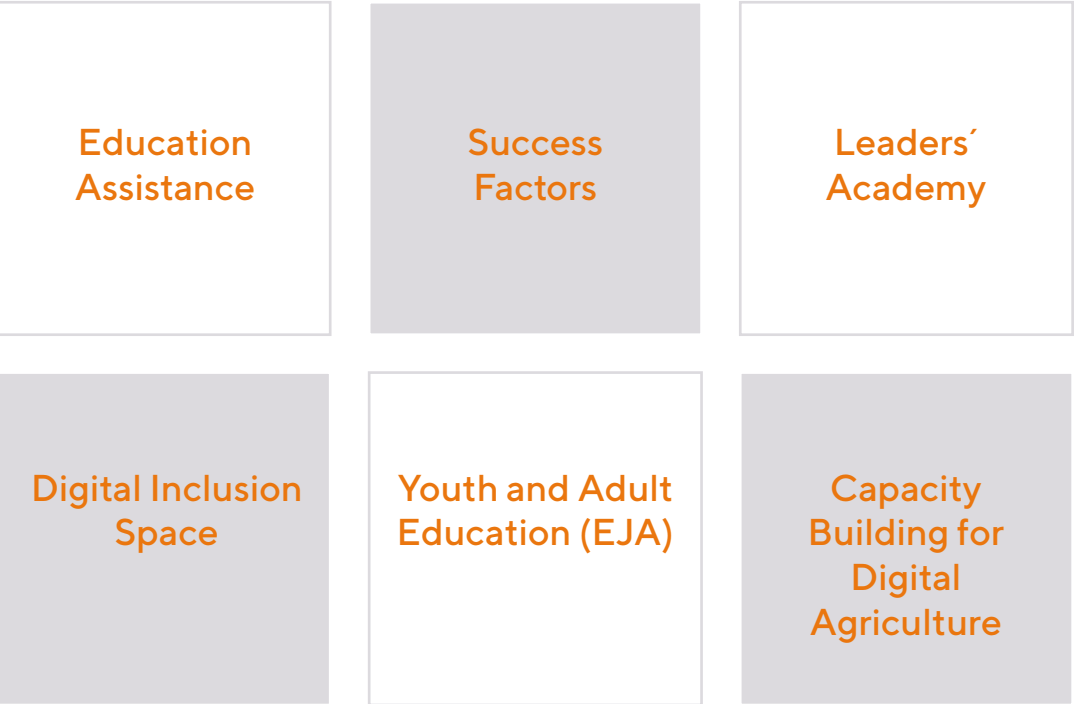 Education
Assistance
Success
Factors
Leaders´
Academy
Digital Inclusion
Space
Youth and Adult
Education (EJA)
Capacity
Building for
Digital
Agriculture